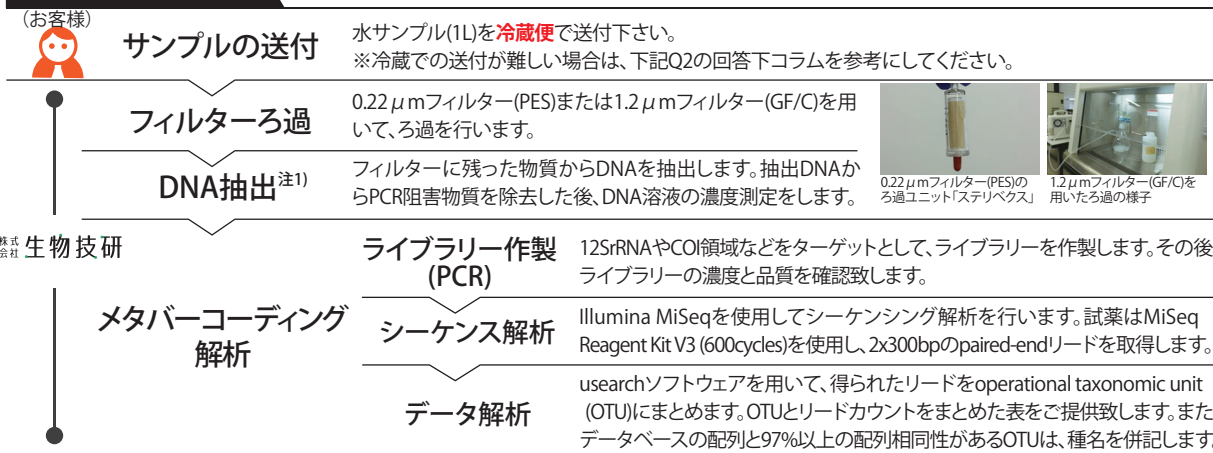 (お客様)
サンプルの送付
水サンプル(1L)を冷蔵便で送付下さい。
※冷蔵での送付が難しい場合は、下記Q2の回答下コラムを参考にしてください。
フィルターろ過
0.22μmフィルター(PES)または1.2μmフィルター(GF/C)を用
いて、ろ過を行います。
0.22μmフィルター(PES)の
ろ過ユニット「ステリベクス」
1.2μmフィルター(GF/C)を
用いたろ過の様子
DNA抽出注1)
フィルターに残った物質からDNAを抽出します。抽出DNAか
らPCR阻害物質を除去した後、DNA溶液の濃度測定をします。
株式
会社 生物技研
メタバーコーディング
解析
ライブラリー作製
(PCR)
12SrRNAやCOI領域などをターゲットとして、ライブラリーを作製します。その後
ライブラリーの濃度と品質を確認致します。
シーケンス解析
Illumina MiSeqを使用してシーケンシング解析を行います。試薬はMiSeq
Reagent Kit V3 (600cycles)を使用し、2x300bpのpaired-endリードを取得します。
データ解析
usearchソフトウェアを用いて、得られたリードをoperational taxonomic unit
(OTU)にまとめます。OTUとリードカウントをまとめた表をご提供致します。また
データベースの配列と97%以上の配列相同性があるOTUは、種名を併記します。